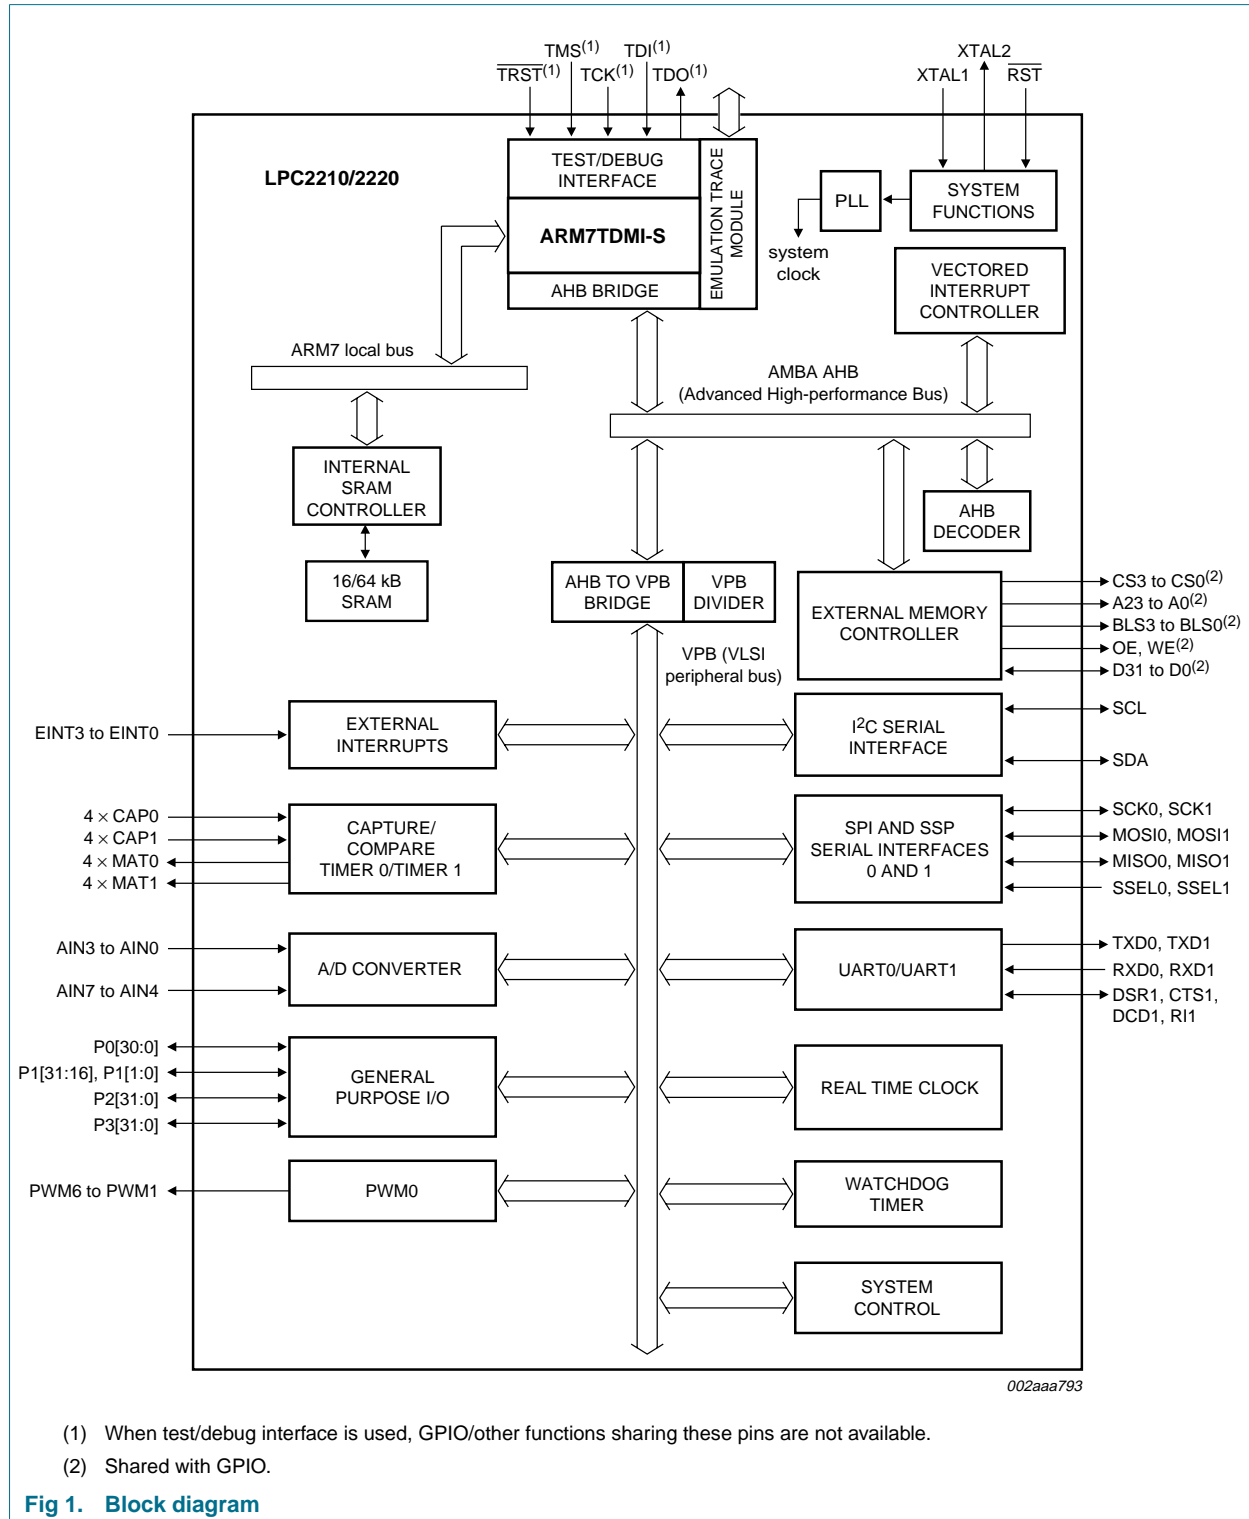 TMS(1) TDI(1) XTAL2
TRST(1) TCK(1) TDO(1) XTAL1 RST
LPC2210/2220
TEST/DEBUG
INTERFACE
ARM7TDMI-S
AHB BRIDGE
EMULATION TRACE
MODULE
PLL
SYSTEM
FUNCTIONS
system
clock
VECTORED
INTERRUPT
CONTROLLER
ARM7 local bus
AMBA AHB
(Advanced High-performance Bus)
INTERNAL
SRAM
CONTROLLER
16/64 kB
SRAM
AHB
DECODER
AHB TO VPB
BRIDGE
VPB
DIVIDER
EXTERNAL MEMORY
CONTROLLER
CS3 to CS0(2)
A23 to A0(2)
BLS3 to BLS0(2)
OE, WE(2)
D31 to D0(2)
VPB (VLSI
peripheral bus)
EINT3 to EINT0
EXTERNAL
INTERRUPTS
I2C SERIAL
INTERFACE
SCL
SDA
4 × CAP0
4 × CAP1
4 × MAT0
4 × MAT1
CAPTURE/
COMPARE
TIMER 0/TIMER 1
SPI AND SSP
SERIAL INTERFACES
0 AND 1
SCK0, SCK1
MOSI0, MOSI1
MISO0, MISO1
SSEL0, SSEL1
AIN3 to AIN0
AIN7 to AIN4
A/D CONVERTER
UART0/UART1
TXD0, TXD1
RXD0, RXD1
DSR1, CTS1,
DCD1, RI1
P0[30:0]
P1[31:16], P1[1:0]
P2[31:0]
P3[31:0]
GENERAL
PURPOSE I/O
REAL TIME CLOCK
PWM6 to PWM1
PWM0
WATCHDOG
TIMER
SYSTEM
CONTROL
002aaa793
(1) When test/debug interface is used, GPIO/other functions sharing these pins are not available.
(2) Shared with GPIO.
Fig 1. Block diagram